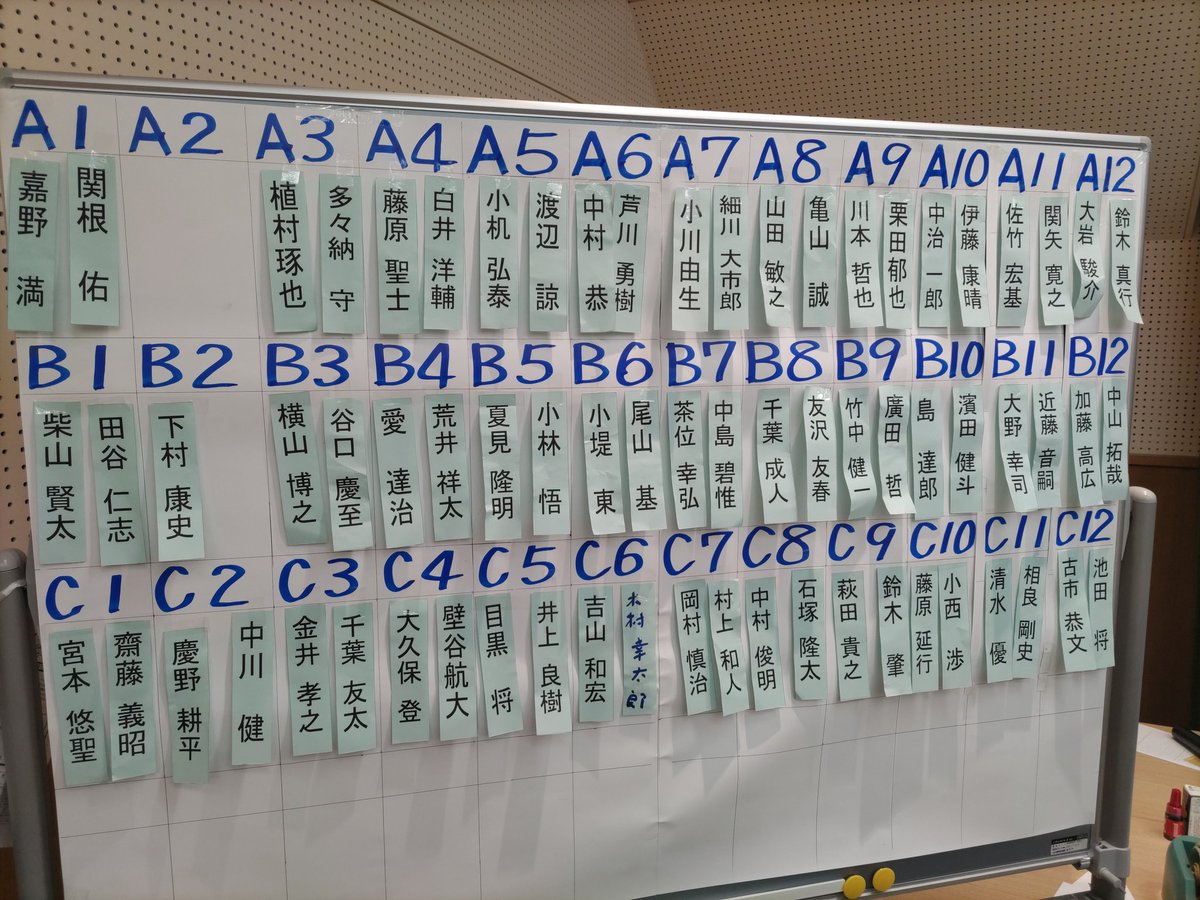 A1 A2 A3 A4 A5 A6 A7 A8 A9 A10 A11 A12
嘉野 満
関根 佑
植村琢也
多々納 守
藤原 聖士
白井 洋輔
小机 弘泰
渡辺 諒
中村 恭
芦川 勇樹
小川由生
細川 大市郎
山田 敏之
亀山 誠
川本 哲也
栗田郁也
中治 一郎
伊藤 康晴
佐竹 宏基
関矢 寛之
大岩 駿介
鈴木 真行
B1 B2 B3 B4 B5 B6 B7 B8 B9 B10 B11 B12
柴山 賢太
田谷 仁志
下村 康史
横山 博之
谷口 慶至
愛 達治
荒井 祥太
夏見 隆明
小林 悟
小堤 東
尾山 基
茶位 幸弘
中島 碧惟
千葉 成人
友沢 友春
竹中 健一
廣田 哲
島 達郎
濱田 健斗
大野 幸司
近藤 音嗣
加藤 高広
中山 拓哉
C1 C2 C3 C4 C5 C6 C7 C8 C9 C10 C11 C12
宮本 悠聖
齋藤 義昭
慶野 耕平
中川 健
金井 孝之
千葉 友太
大久保 登
壁谷航大
目黒 将
井上 良樹
吉山 和宏
木村 幸太郎
岡村 慎治
村上 和人
中村 俊明
石塚 隆太
萩田 貴之
鈴木 肇
藤原 延行
小西 渉
清水 優
相良 剛史
古市 恭文
池田 将